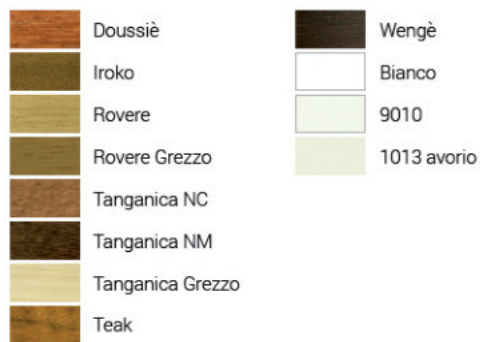 Doussiè
Iroko
Rovere
Rovere Grezzo
Tanganica NC
Tanganica NM
Tanganica Grezzo
Teak
Wengè
Bianco
9010
1013 avorio